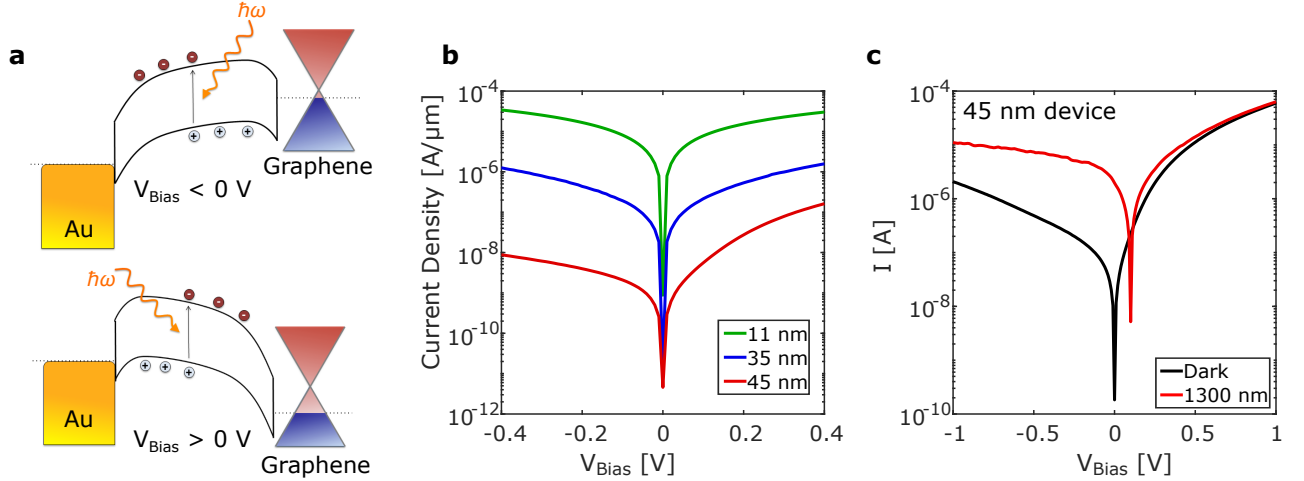 a
ħω
Graphene
V_Bias < 0 V
Au
ħω
Au
V_Bias > 0 V
Graphene
b
Current Density [A/μm]
10⁻⁴
10⁻⁶
10⁻⁸
10⁻¹⁰
10⁻¹²
-0.4 -0.2 0 0.2 0.4
V_Bias [V]
11 nm
35 nm
45 nm
c
45 nm device
I [A]
10⁻⁴
10⁻⁶
10⁻⁸
10⁻¹⁰
-1 -0.5 0 0.5 1
V_Bias [V]
Dark
1300 nm